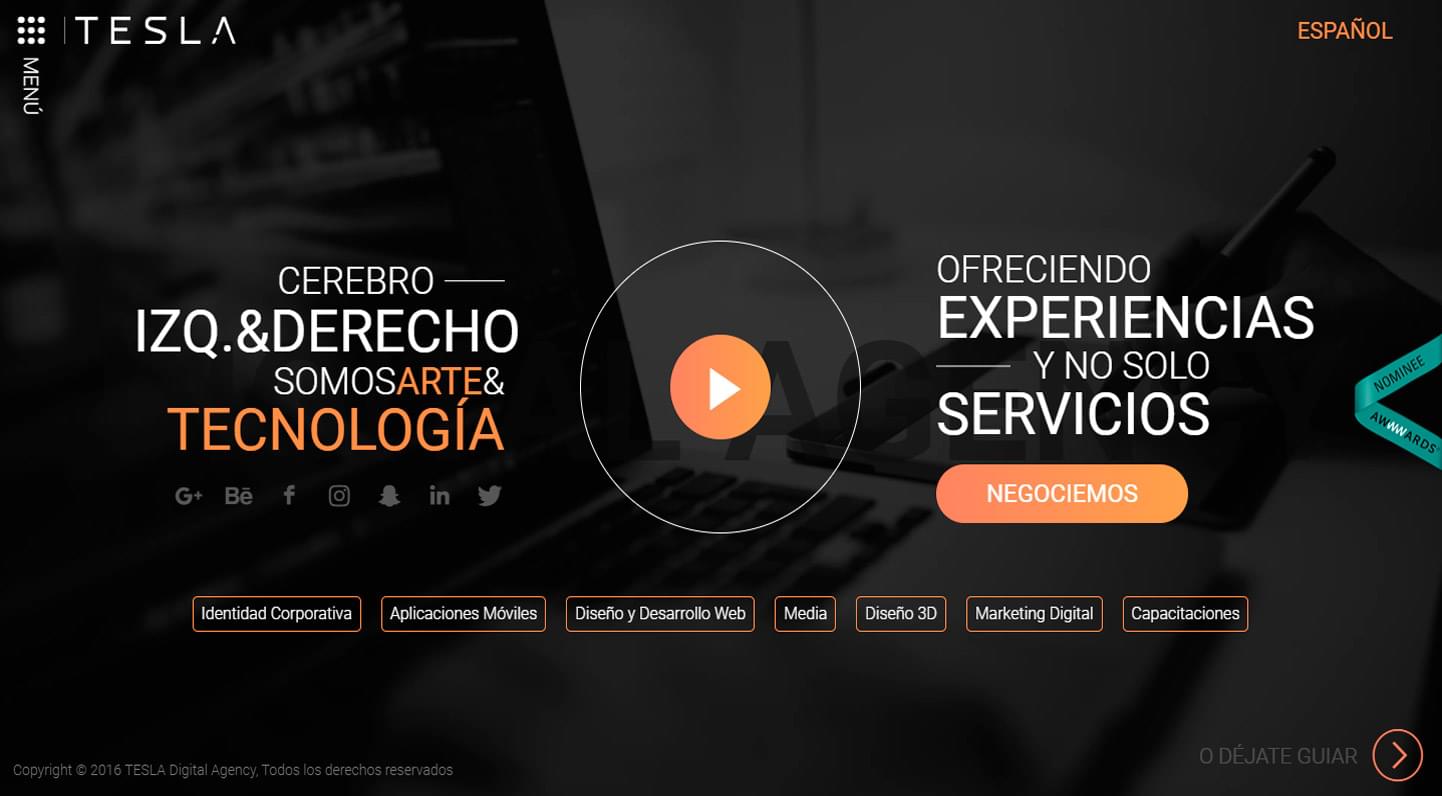 TESLA
ESPAÑOL
MENÚ
CEREBRO
IZQ.&DERECHO
SOMOSARTE&
TECNOLOGÍA
OFRECIENDO
EXPERIENCIAS
Y NO SOLO
SERVICIOS
NEGOCIEMOS
NOMINEE
AWWWARDS
G+ Bē f in
Identidad Corporativa
Aplicaciones Móviles
Diseño y Desarrollo Web
Media
Diseño 3D
Marketing Digital
Capacitaciones
O DÉJATE GUIAR
Copyright © 2016 TESLA Digital Agency, Todos los derechos reservados